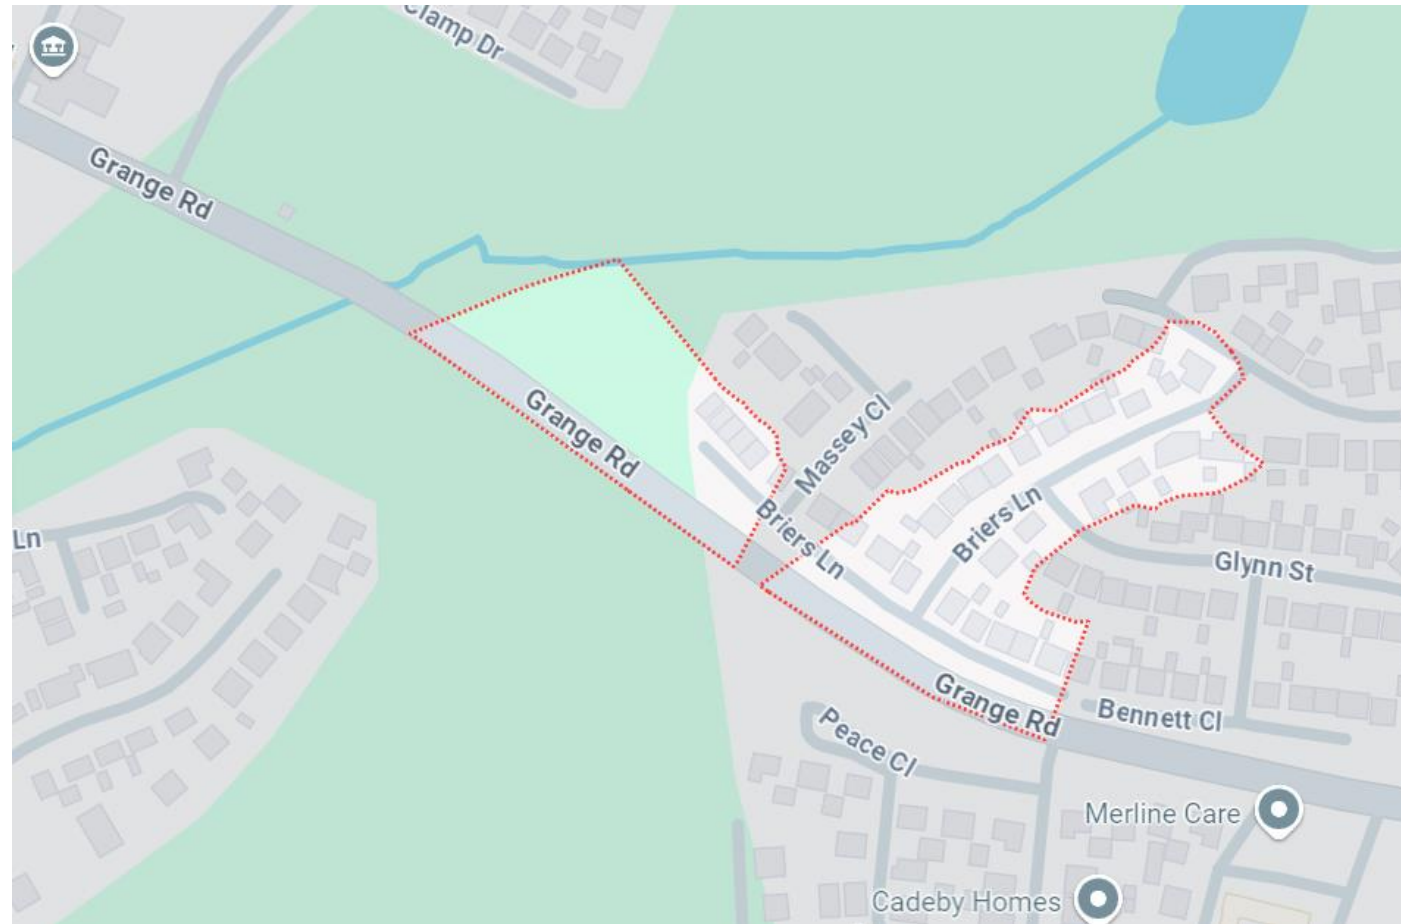 Clamp Dr
Grange Rd
Grange Rd
Massey Cl
Briers Ln
Briers Ln
Ln
Glynn St
Grange Rd
Bennett Cl
Peace Cl
Merline Care
Cadeby Homes